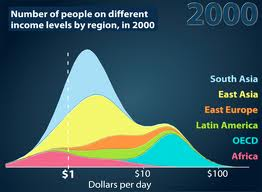 Number of people on different
income levels by region, in 2000
2000
South Asia
East Asia
East Europe
Latin America
OECD
Africa
$1
$10
$100
Dollars per day